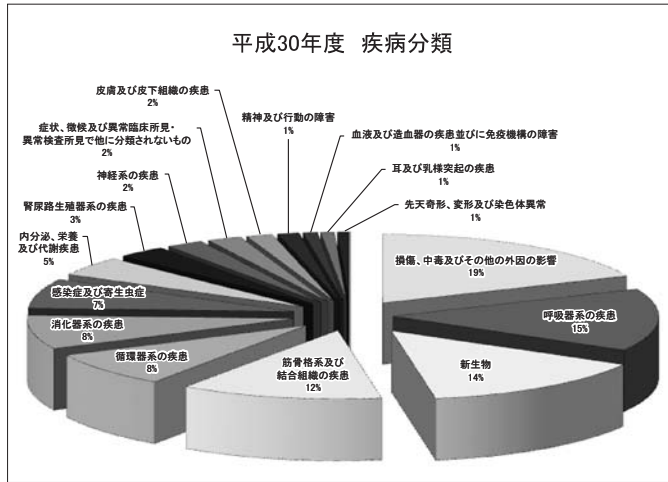 平成30年度 疾病分類
皮膚及び皮下組織の疾患
2%
精神及び行動の障害
1%
症状、徴候及び異常臨床所見・
異常検査所見で他に分類されないもの
2%
血液及び造血器の疾患並びに免疫機構の障害
1%
神経系の疾患
2%
耳及び乳様突起の疾患
1%
腎尿路生殖器系の疾患
3%
先天奇形、変形及び染色体異常
1%
内分泌、栄養
及び代謝疾患
5%
損傷、中毒及びその他の外因の影響
19%
感染症及び寄生虫症
7%
呼吸器系の疾患
15%
消化器系の疾患
8%
循環器系の疾患
8%
筋骨格系及び
結合組織の疾患
12%
新生物
14%